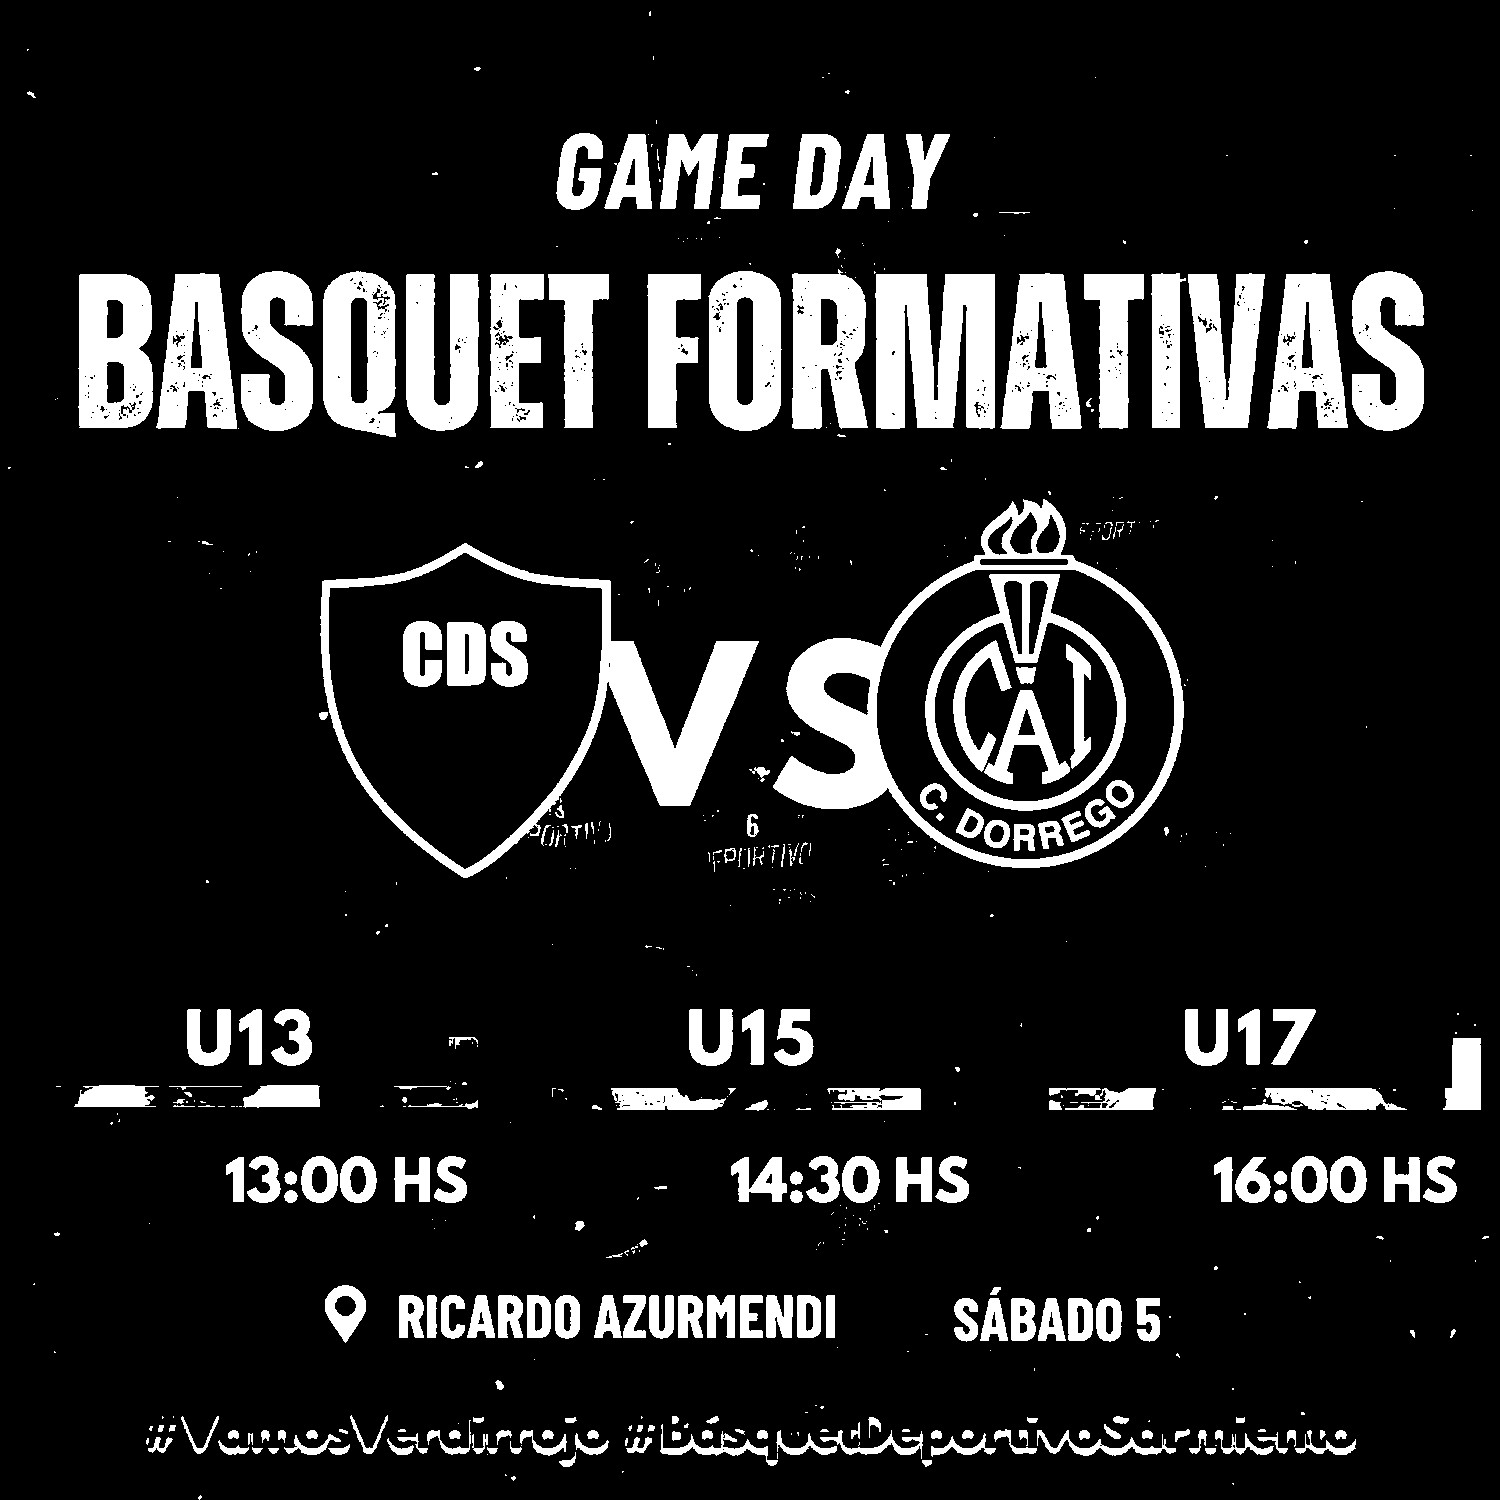 GAME DAY
BASQUET FORMATIVAS
CDS
VS
CAI
C. DORREGO
6
U13 U15 U17
13:00 HS 14:30 HS 16:00 HS
RICARDO AZURMENDI SÁBADO 5
#VamosVerdirrojo #BásquetDeportivoSarmiento